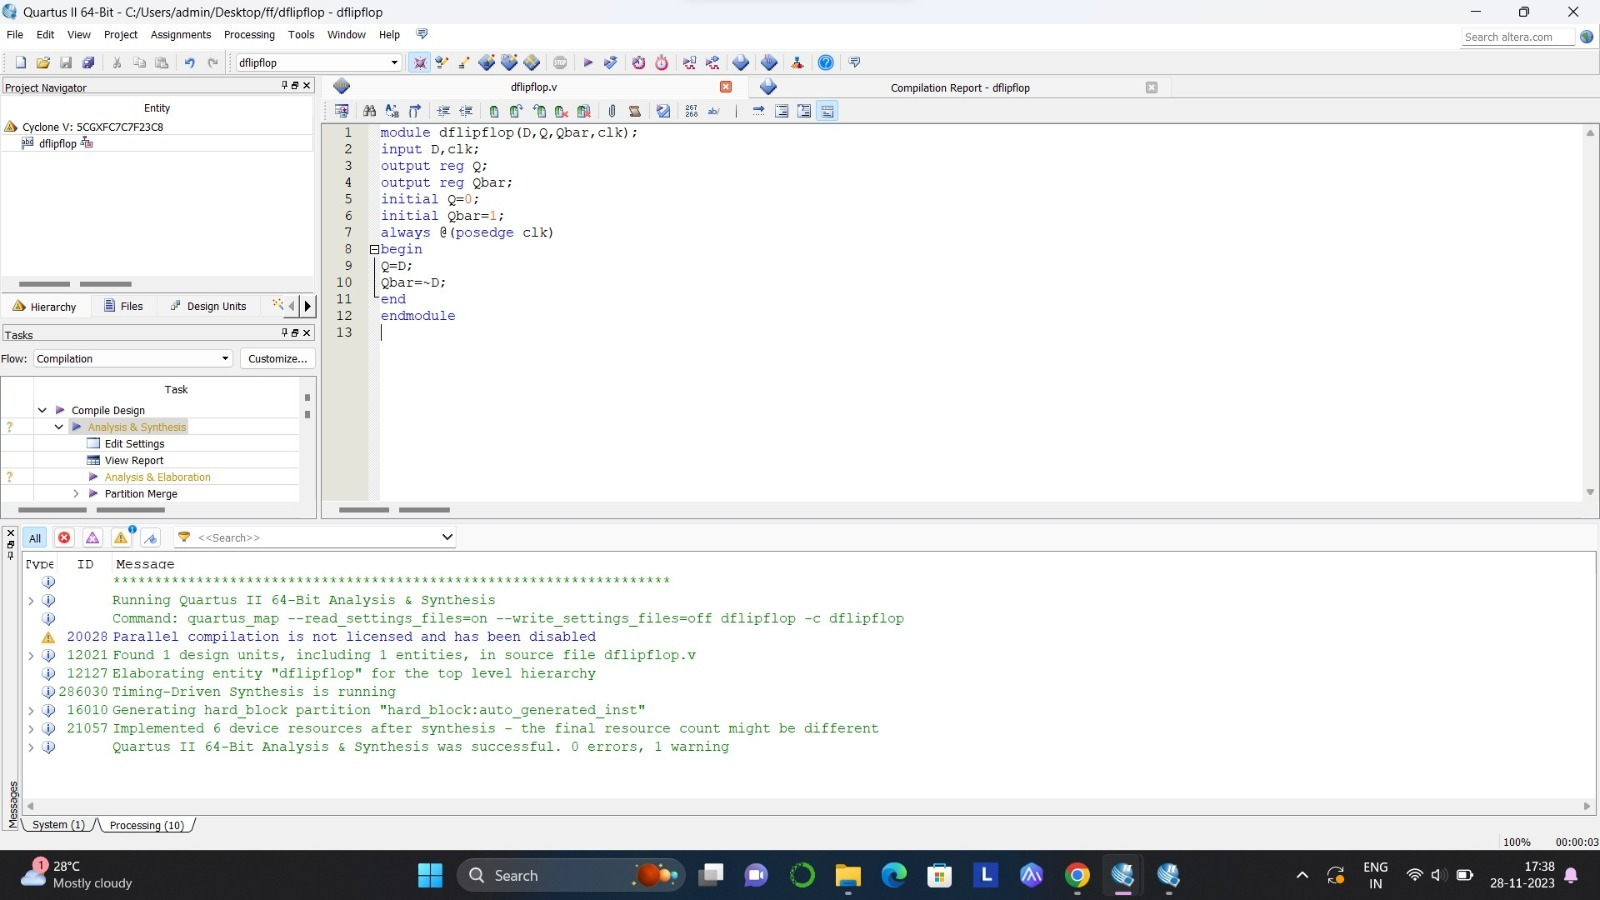 Quartus II 64-Bit - C:/Users/admin/Desktop/ff/dflipflop - dflipflop
File Edit View Project Assignments Processing Tools Window Help
Search altera.com
dflipflop
Project Navigator
Entity
Cyclone V: 5CGXFC7C7F23C8
dflipflop
Hierarchy Files Design Units
Tasks
Flow: Compilation Customize...
Task
Compile Design
? Analysis & Synthesis
Edit Settings
View Report
? Analysis & Elaboration
Partition Merge
dflipflop.v
Compilation Report - dflipflop
267
268
ab/
1 module dflipflop(D,Q,Qbar,clk);
2 input D,clk;
3 output reg Q;
4 output reg Qbar;
5 initial Q=0;
6 initial Qbar=1;
7 always @(posedge clk)
8 begin
9 Q=D;
10 Qbar=~D;
11 end
12 endmodule
13
All 1 <<Search>>
Type ID Message
*******************************************************************
Running Quartus II 64-Bit Analysis & Synthesis
Command: quartus_map --read_settings_files=on --write_settings_files=off dflipflop -c dflipflop
20028 Parallel compilation is not licensed and has been disabled
12021 Found 1 design units, including 1 entities, in source file dflipflop.v
12127 Elaborating entity "dflipflop" for the top level hierarchy
286030 Timing-Driven Synthesis is running
16010 Generating hard_block partition "hard_block:auto_generated_inst"
21057 Implemented 6 device resources after synthesis - the final resource count might be different
Quartus II 64-Bit Analysis & Synthesis was successful. 0 errors, 1 warning
Messages
System (1) Processing (10)
100% 00:00:03
1
28°C
Mostly cloudy
Search
L
ENG
IN
17:38
28-11-2023